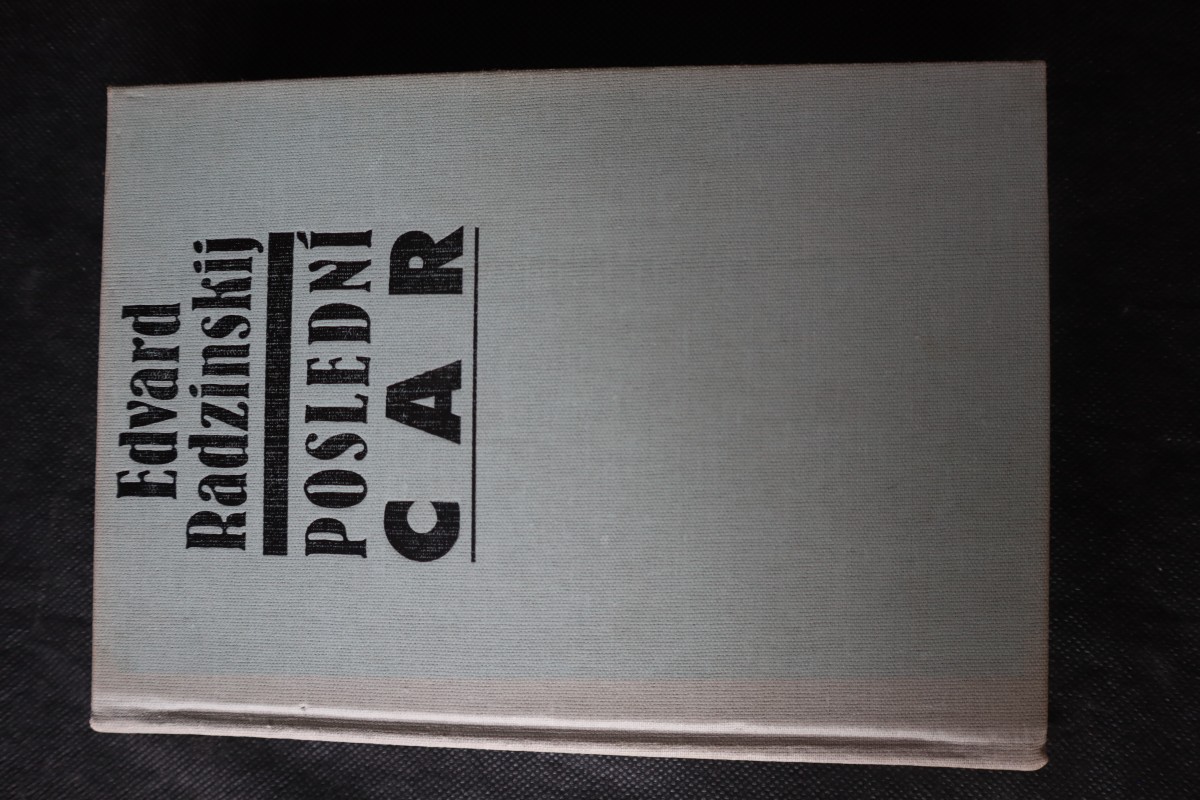 Edvard
Radzinskij
POSLEDNÍ
CAR